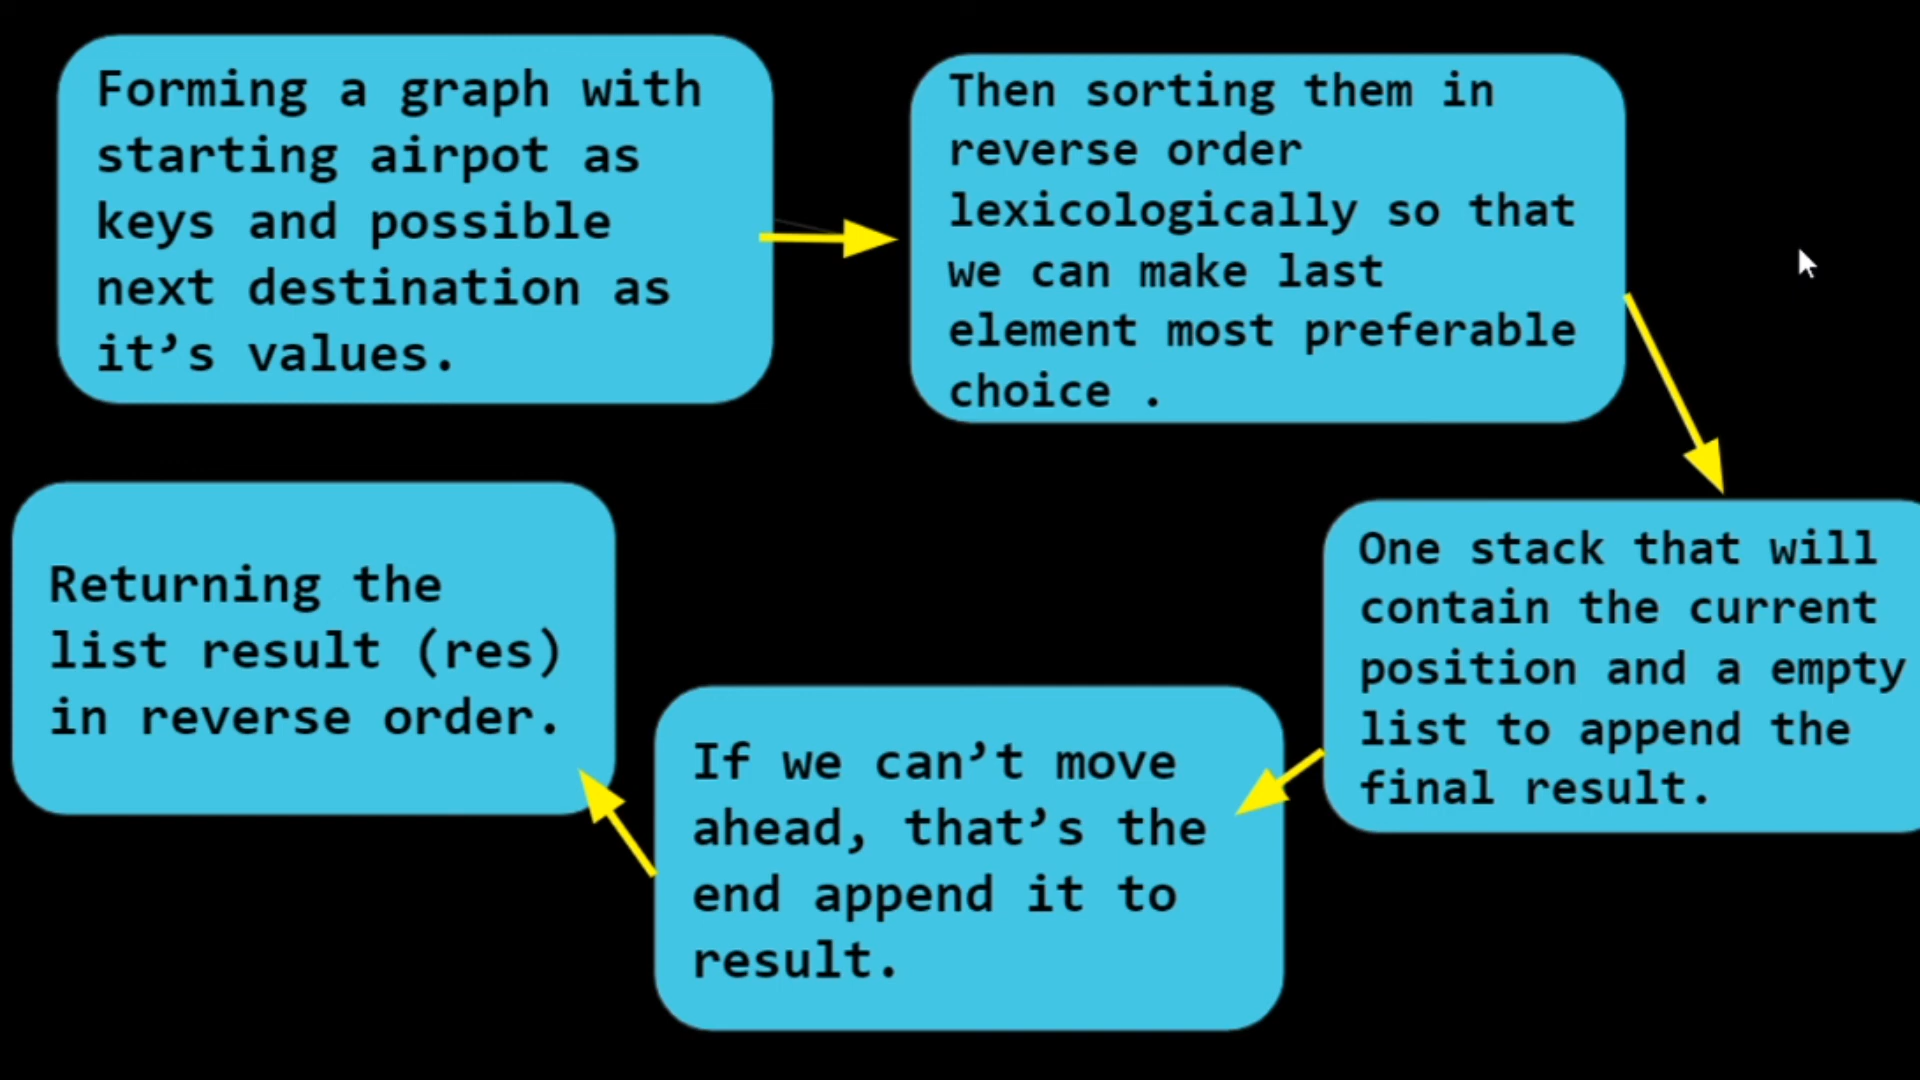 Forming a graph with
starting airpot as
keys and possible
next destination as
it’s values.
Then sorting them in
reverse order
lexicologically so that
we can make last
element most preferable
choice .
One stack that will
contain the current
position and a empty
list to append the
final result.
If we can’t move
ahead, that’s the
end append it to
result.
Returning the
list result (res)
in reverse order.